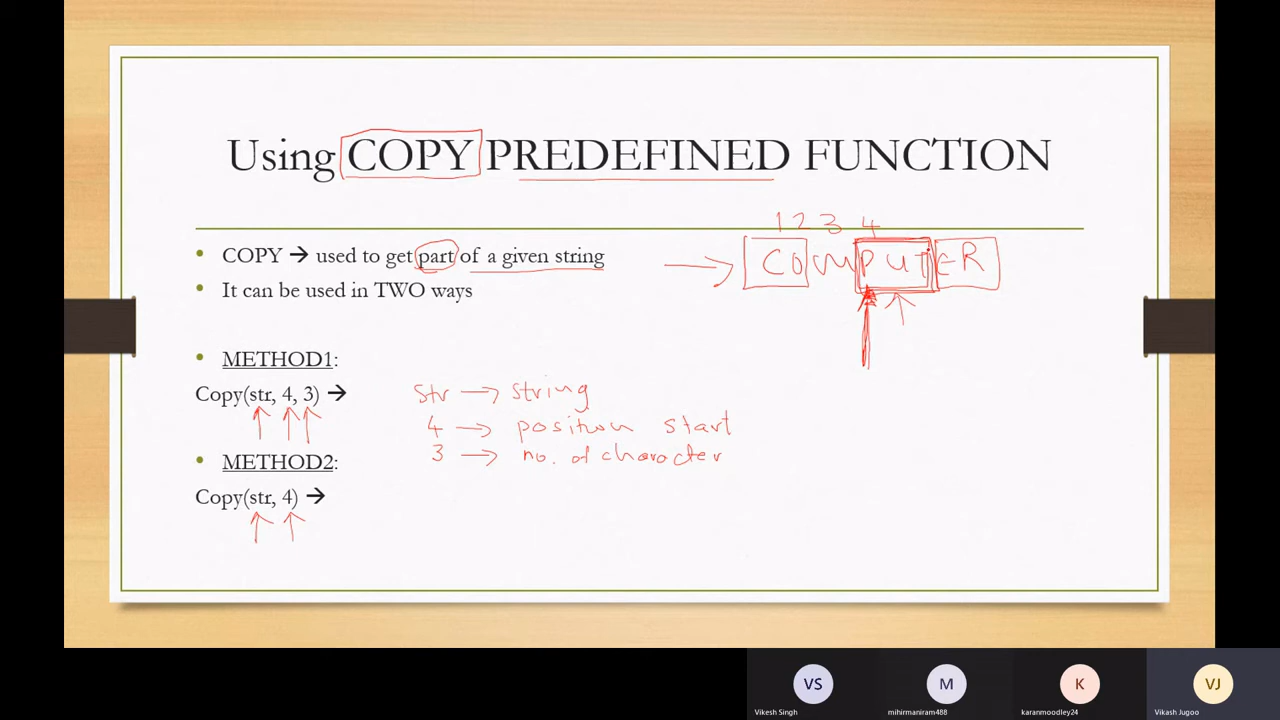 Using COPY PREDEFINED FUNCTION
1 2 3 4
• COPY → used to get part of a given string
→ COMPUTER
• It can be used in TWO ways
• METHOD1:
Copy(str, 4, 3) →
str → string
4 → position start
3 → no. of character
• METHOD2:
Copy(str, 4) →
VS
M
K
VJ
Vikesh Singh
mihirmaniram488
karanmoodley24
Vikash Jugoo